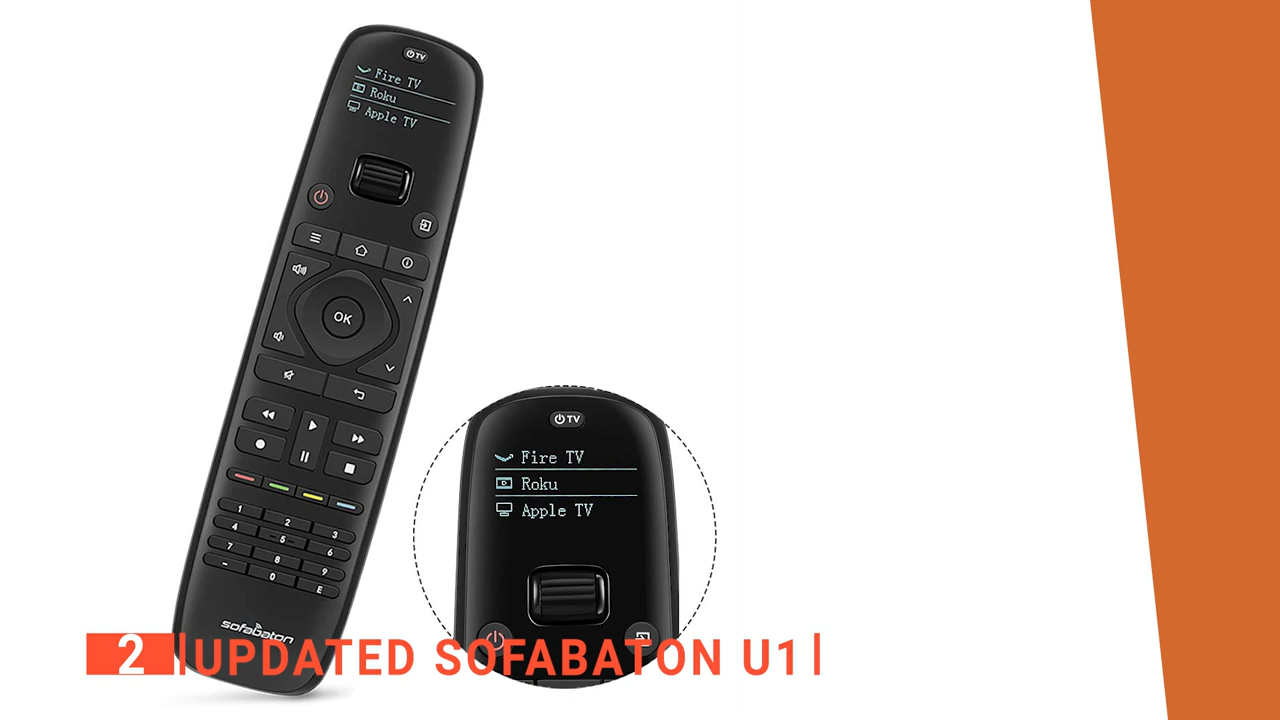 TV
Fire TV
Roku
Apple TV
OK
1 2 3
4 5 6
7 8 9
- 0 E
sofabaton
TV
Fire TV
Roku
Apple TV
2 UPDATED SOFABATON U1